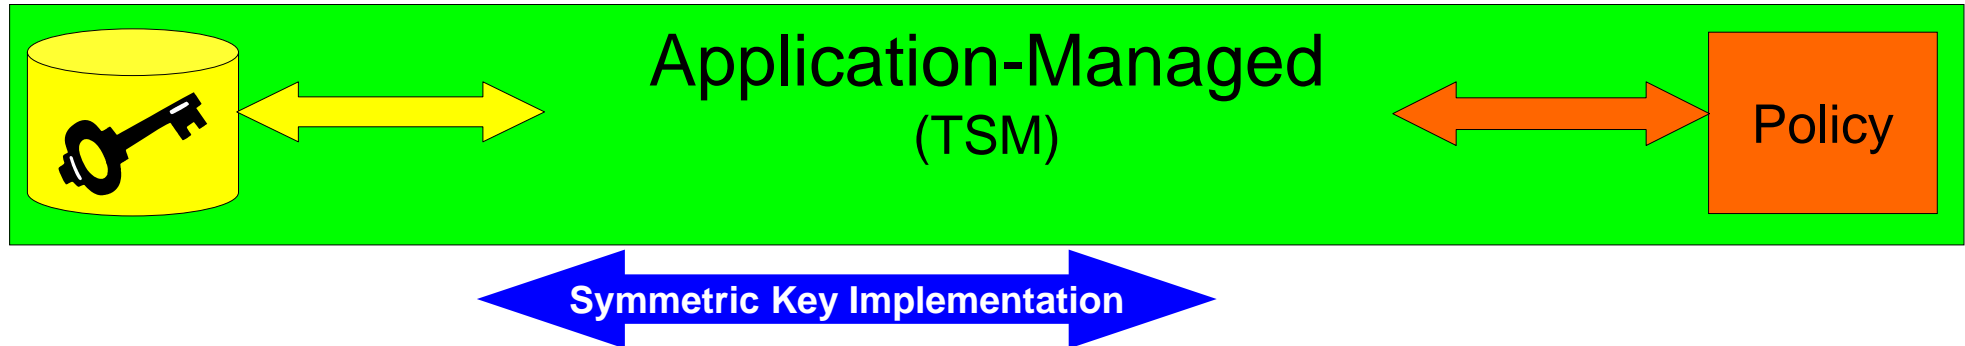 Application-Managed
(TSM)
Policy
Symmetric Key Implementation